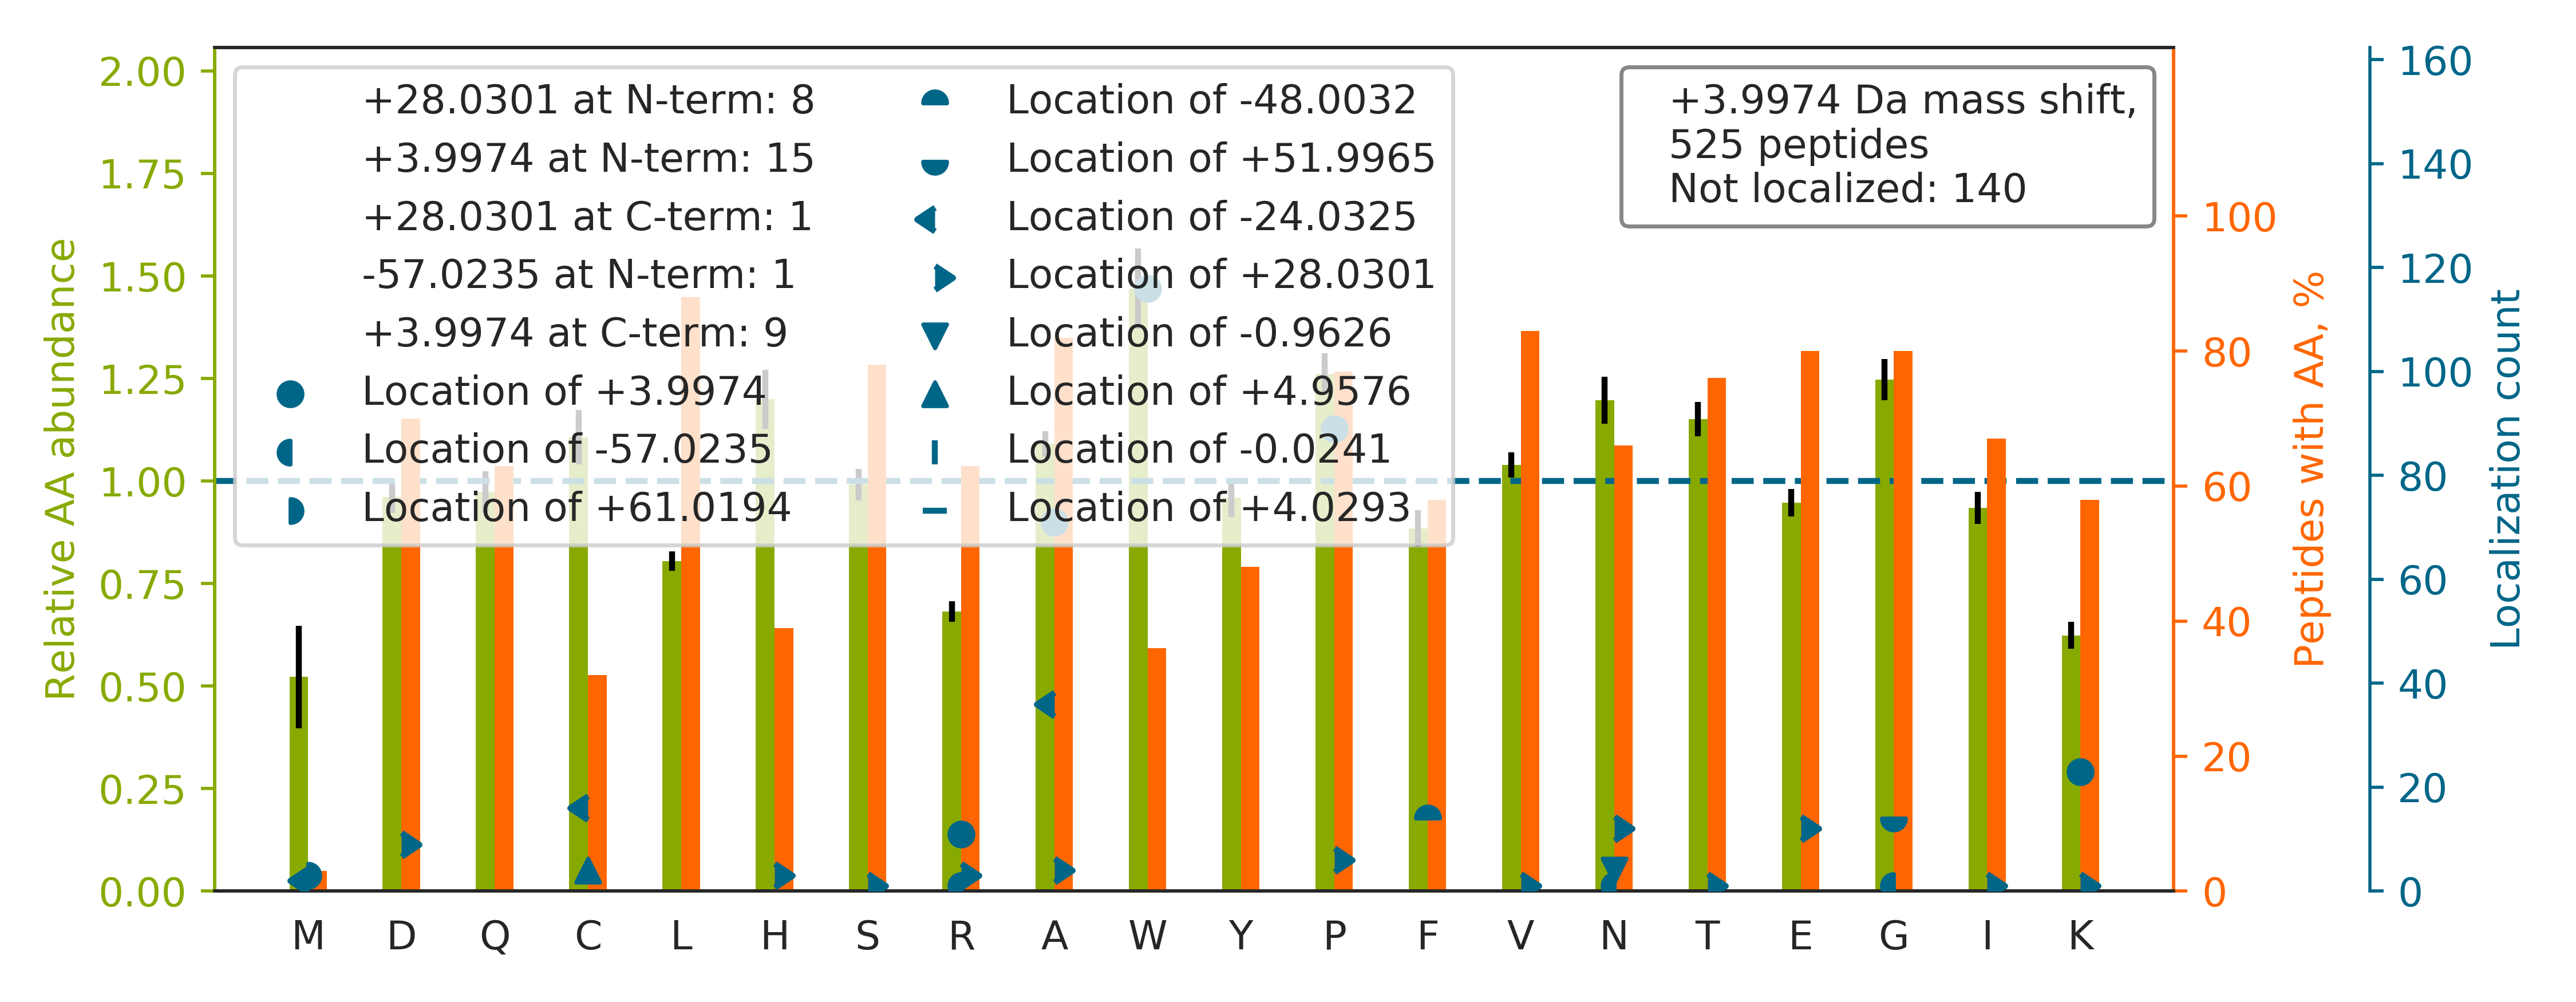 2.00
1.75
1.50
1.25
1.00
0.75
0.50
0.25
0.00
Relative AA abundance
+28.0301 at N-term: 8
+3.9974 at N-term: 15
+28.0301 at C-term: 1
-57.0235 at N-term: 1
+3.9974 at C-term: 9
Location of +3.9974
Location of -57.0235
Location of +61.0194
Location of -48.0032
Location of +51.9965
Location of -24.0325
Location of +28.0301
Location of -0.9626
Location of +4.9576
Location of -0.0241
Location of +4.0293
+3.9974 Da mass shift,
525 peptides
Not localized: 140
100
80
60
40
20
0
Peptides with AA, %
160
140
120
100
80
60
40
20
0
Localization count
M D Q C L H S R A W Y P F V N T E G I K